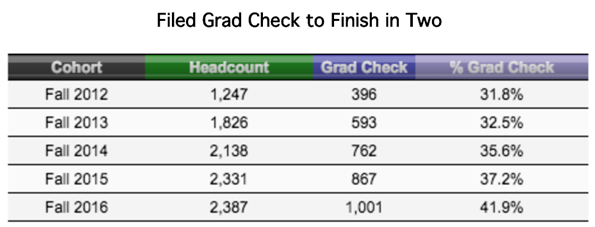 Filed Grad Check to Finish in Two
Cohort Headcount Grad Check % Grad Check
Fall 2012 1,247 396 31.8%
Fall 2013 1,826 593 32.5%
Fall 2014 2,138 762 35.6%
Fall 2015 2,331 867 37.2%
Fall 2016 2,387 1,001 41.9%